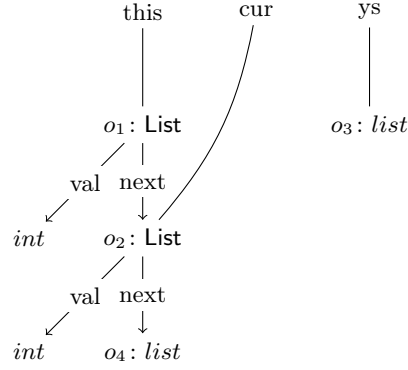 this cur ys
o₁: List o₃: list
val next
int o₂: List
val next
int o₄: list